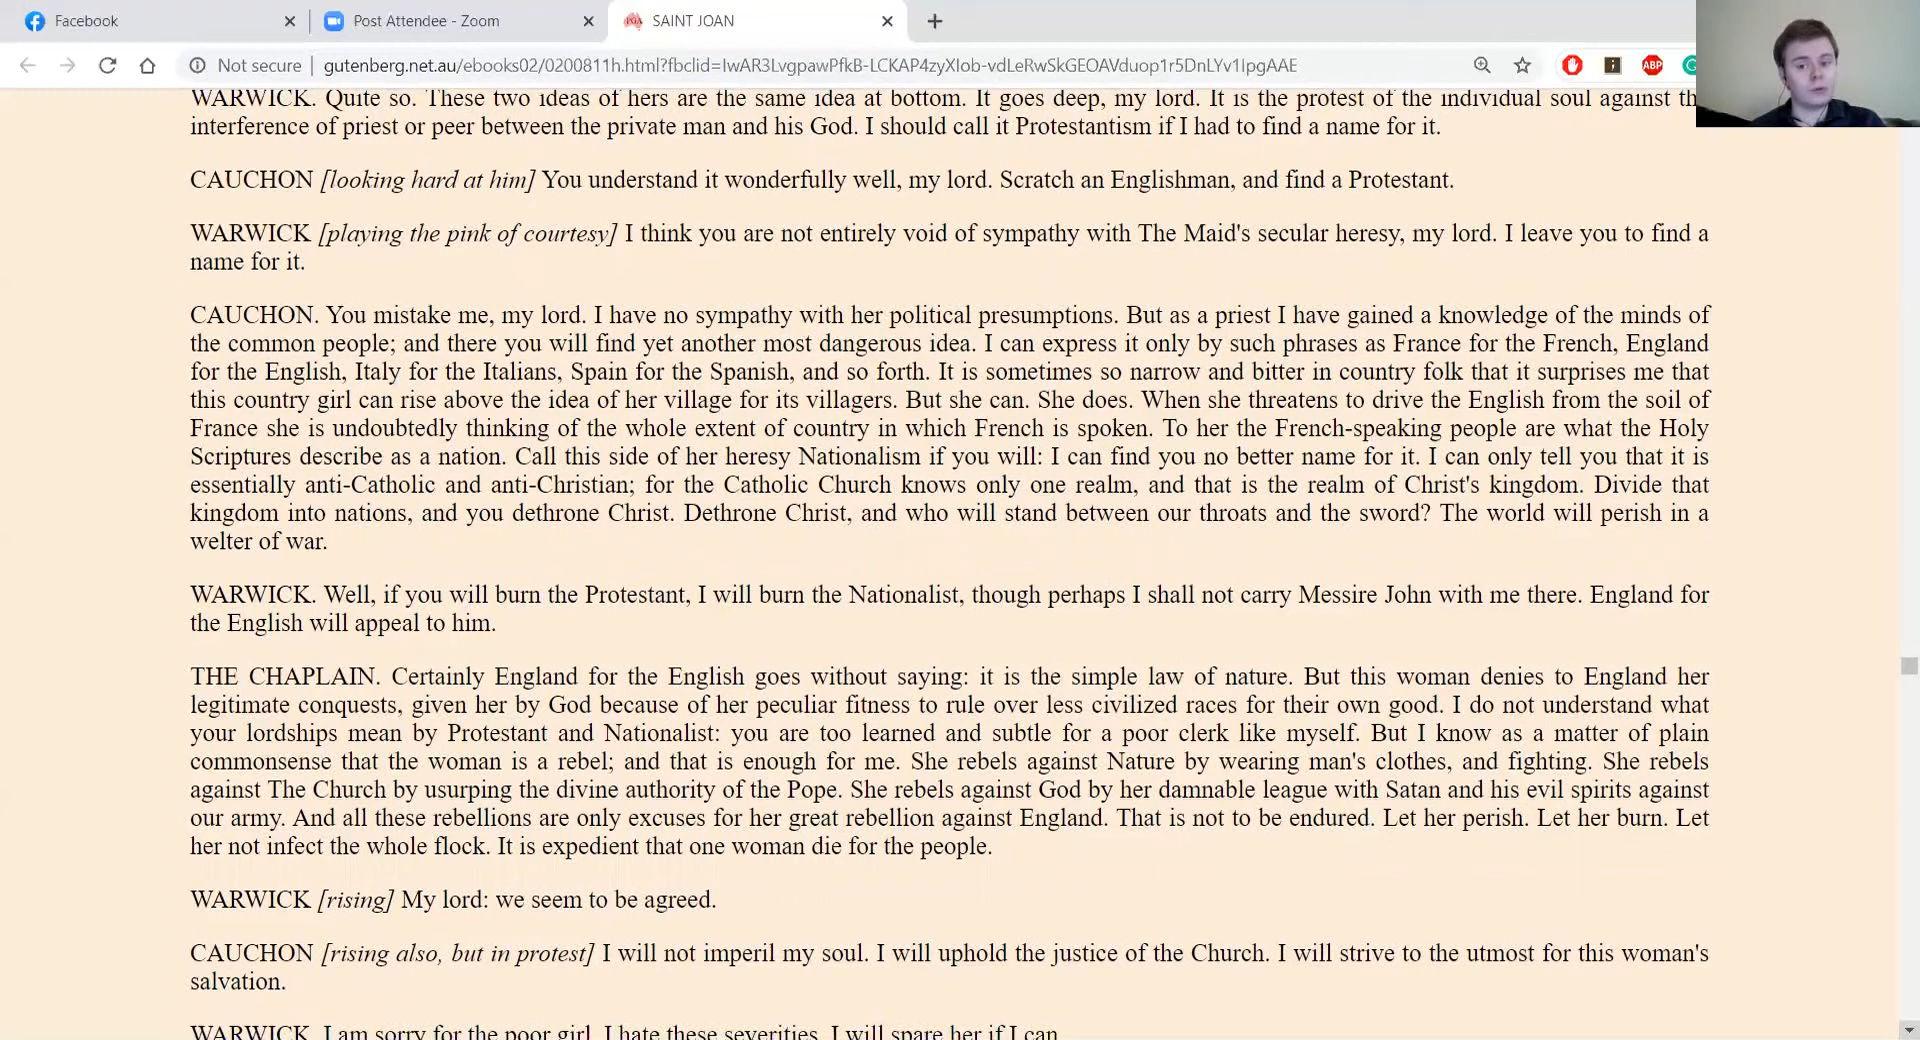 Facebook
Post Attendee - Zoom
SAINT JOAN
Not secure
gutenberg.net.au/ebooks02/0200811h.html?fbclid=IwAR3LvgpawPfkB-LCKAP4zyXIob-vdLeRwSkGEOAVduop1r5DnLYv1IpgAAE
ABP
WARWICK. Quite so. These two ideas of hers are the same idea at bottom. It goes deep, my lord. It is the protest of the individual soul against th
interference of priest or peer between the private man and his God. I should call it Protestantism if I had to find a name for it.
CAUCHON [looking hard at him] You understand it wonderfully well, my lord. Scratch an Englishman, and find a Protestant.
WARWICK [playing the pink of courtesy] I think you are not entirely void of sympathy with The Maid's secular heresy, my lord. I leave you to find a
name for it.
CAUCHON. You mistake me, my lord. I have no sympathy with her political presumptions. But as a priest I have gained a knowledge of the minds of
the common people; and there you will find yet another most dangerous idea. I can express it only by such phrases as France for the French, England
for the English, Italy for the Italians, Spain for the Spanish, and so forth. It is sometimes so narrow and bitter in country folk that it surprises me that
this country girl can rise above the idea of her village for its villagers. But she can. She does. When she threatens to drive the English from the soil of
France she is undoubtedly thinking of the whole extent of country in which French is spoken. To her the French-speaking people are what the Holy
Scriptures describe as a nation. Call this side of her heresy Nationalism if you will: I can find you no better name for it. I can only tell you that it is
essentially anti-Catholic and anti-Christian; for the Catholic Church knows only one realm, and that is the realm of Christ's kingdom. Divide that
kingdom into nations, and you dethrone Christ. Dethrone Christ, and who will stand between our throats and the sword? The world will perish in a
welter of war.
WARWICK. Well, if you will burn the Protestant, I will burn the Nationalist, though perhaps I shall not carry Messire John with me there. England for
the English will appeal to him.
THE CHAPLAIN. Certainly England for the English goes without saying: it is the simple law of nature. But this woman denies to England her
legitimate conquests, given her by God because of her peculiar fitness to rule over less civilized races for their own good. I do not understand what
your lordships mean by Protestant and Nationalist: you are too learned and subtle for a poor clerk like myself. But I know as a matter of plain
commonsense that the woman is a rebel; and that is enough for me. She rebels against Nature by wearing man's clothes, and fighting. She rebels
against The Church by usurping the divine authority of the Pope. She rebels against God by her damnable league with Satan and his evil spirits against
our army. And all these rebellions are only excuses for her great rebellion against England. That is not to be endured. Let her perish. Let her burn. Let
her not infect the whole flock. It is expedient that one woman die for the people.
WARWICK [rising] My lord: we seem to be agreed.
CAUCHON [rising also, but in protest] I will not imperil my soul. I will uphold the justice of the Church. I will strive to the utmost for this woman's
salvation.
WARWICK. I am sorry for the poor girl. I hate these severities. I will spare her if I can.